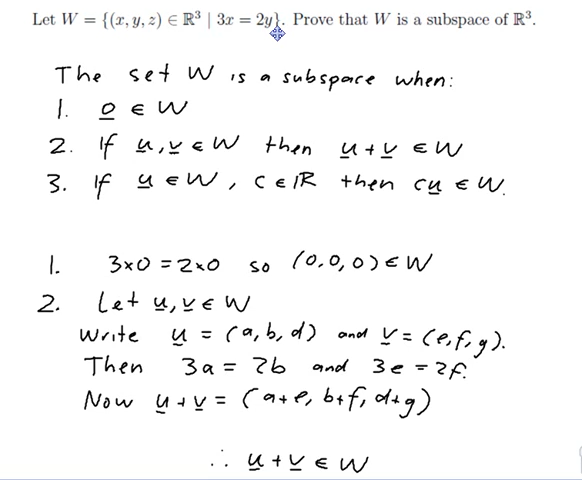 Let W = {(x, y, z) ∈ ℝ³ | 3x = 2y}. Prove that W is a subspace of ℝ³.
The set W is a subspace when:
1. 0̲ ∈ W
2. If u̲, v̲ ∈ W then u̲ + v̲ ∈ W
3. If u̲ ∈ W, c ∈ ℝ then cu̲ ∈ W.
1. 3×0 = 2×0 so (0,0,0) ∈ W
2. Let u̲, v̲ ∈ W
Write u̲ = (a, b, d) and v̲ = (e, f, g).
Then 3a = 2b and 3e = 2f.
Now u̲ + v̲ = (a+e, b+f, d+g)
∴ u̲ + v̲ ∈ W